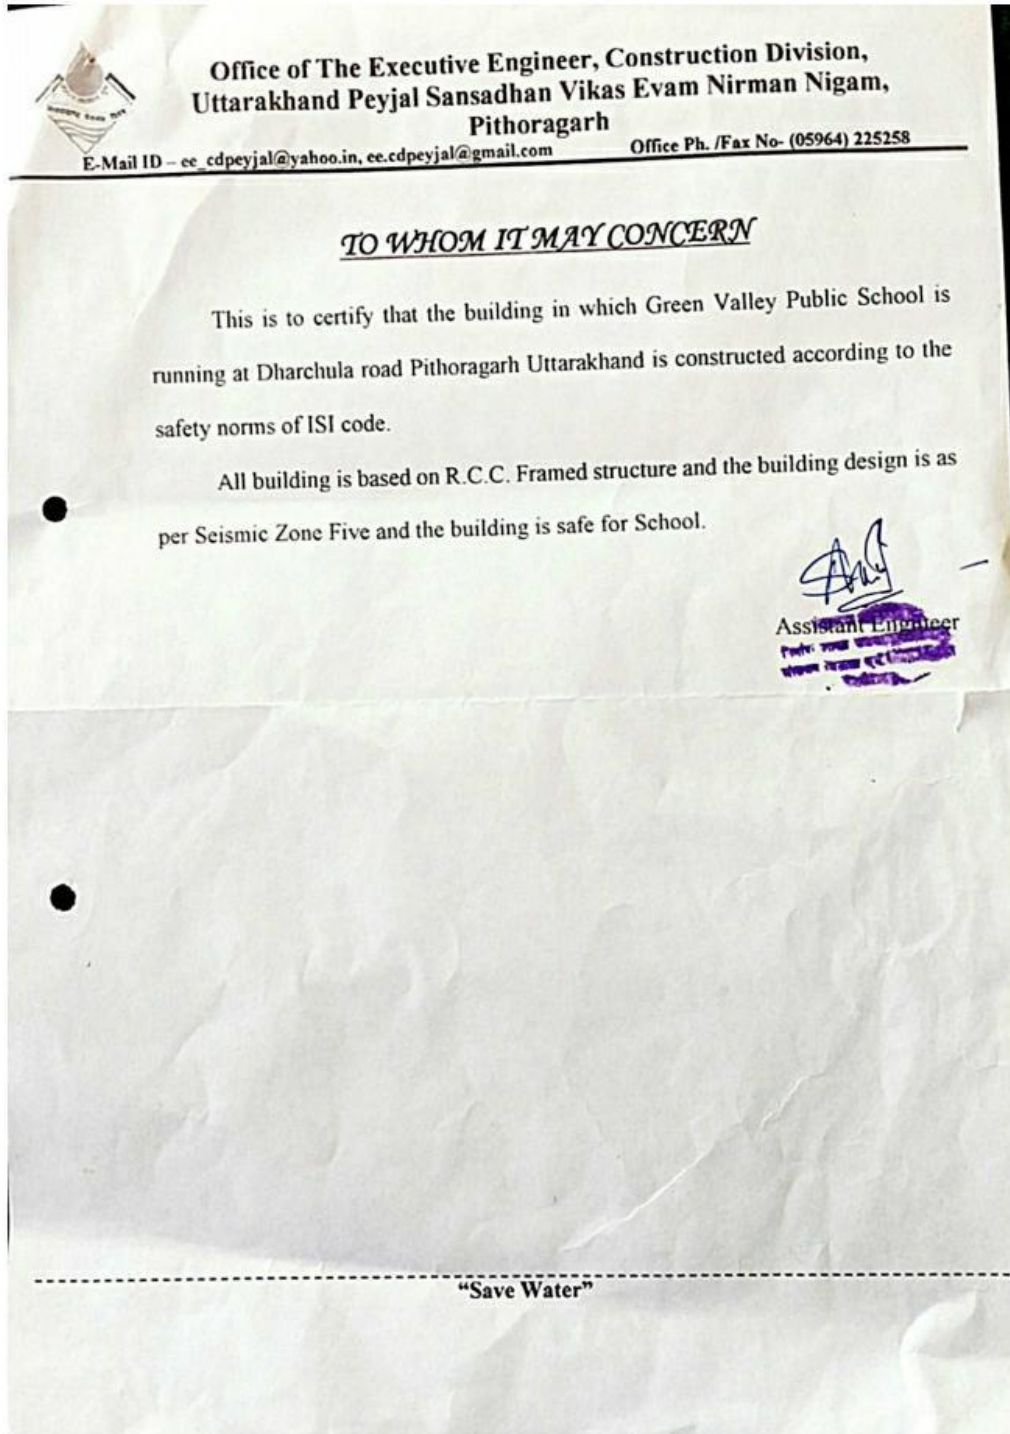 Office of The Executive Engineer, Construction Division,
Uttarakhand Peyjal Sansadhan Vikas Evam Nirman Nigam,
Pithoragarh
E-Mail ID – ee_cdpeyjal@yahoo.in, ee.cdpeyjal@gmail.com Office Ph. /Fax No- (05964) 225258
TO WHOM IT MAY CONCERN
This is to certify that the building in which Green Valley Public School is
running at Dharchula road Pithoragarh Uttarakhand is constructed according to the
safety norms of ISI code.
All building is based on R.C.C. Framed structure and the building design is as
per Seismic Zone Five and the building is safe for School.
Assistant Engineer
“Save Water”